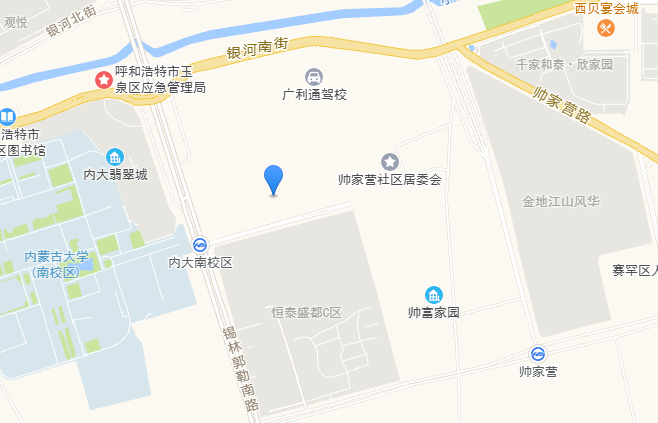 西贝宴会城
观悦
银河北街
银河南街
千家和泰·欣家园
呼和浩特市玉
泉区应急管理局
广利通驾校
帅家营路
浩特市
区图书馆
内大翡翠城
帅家营社区居委会
金地江山风华
内蒙古大学
(南校区)
内大南校区
赛罕区人
恒泰盛都C区
帅富家园
锡林郭勒南路
帅家营